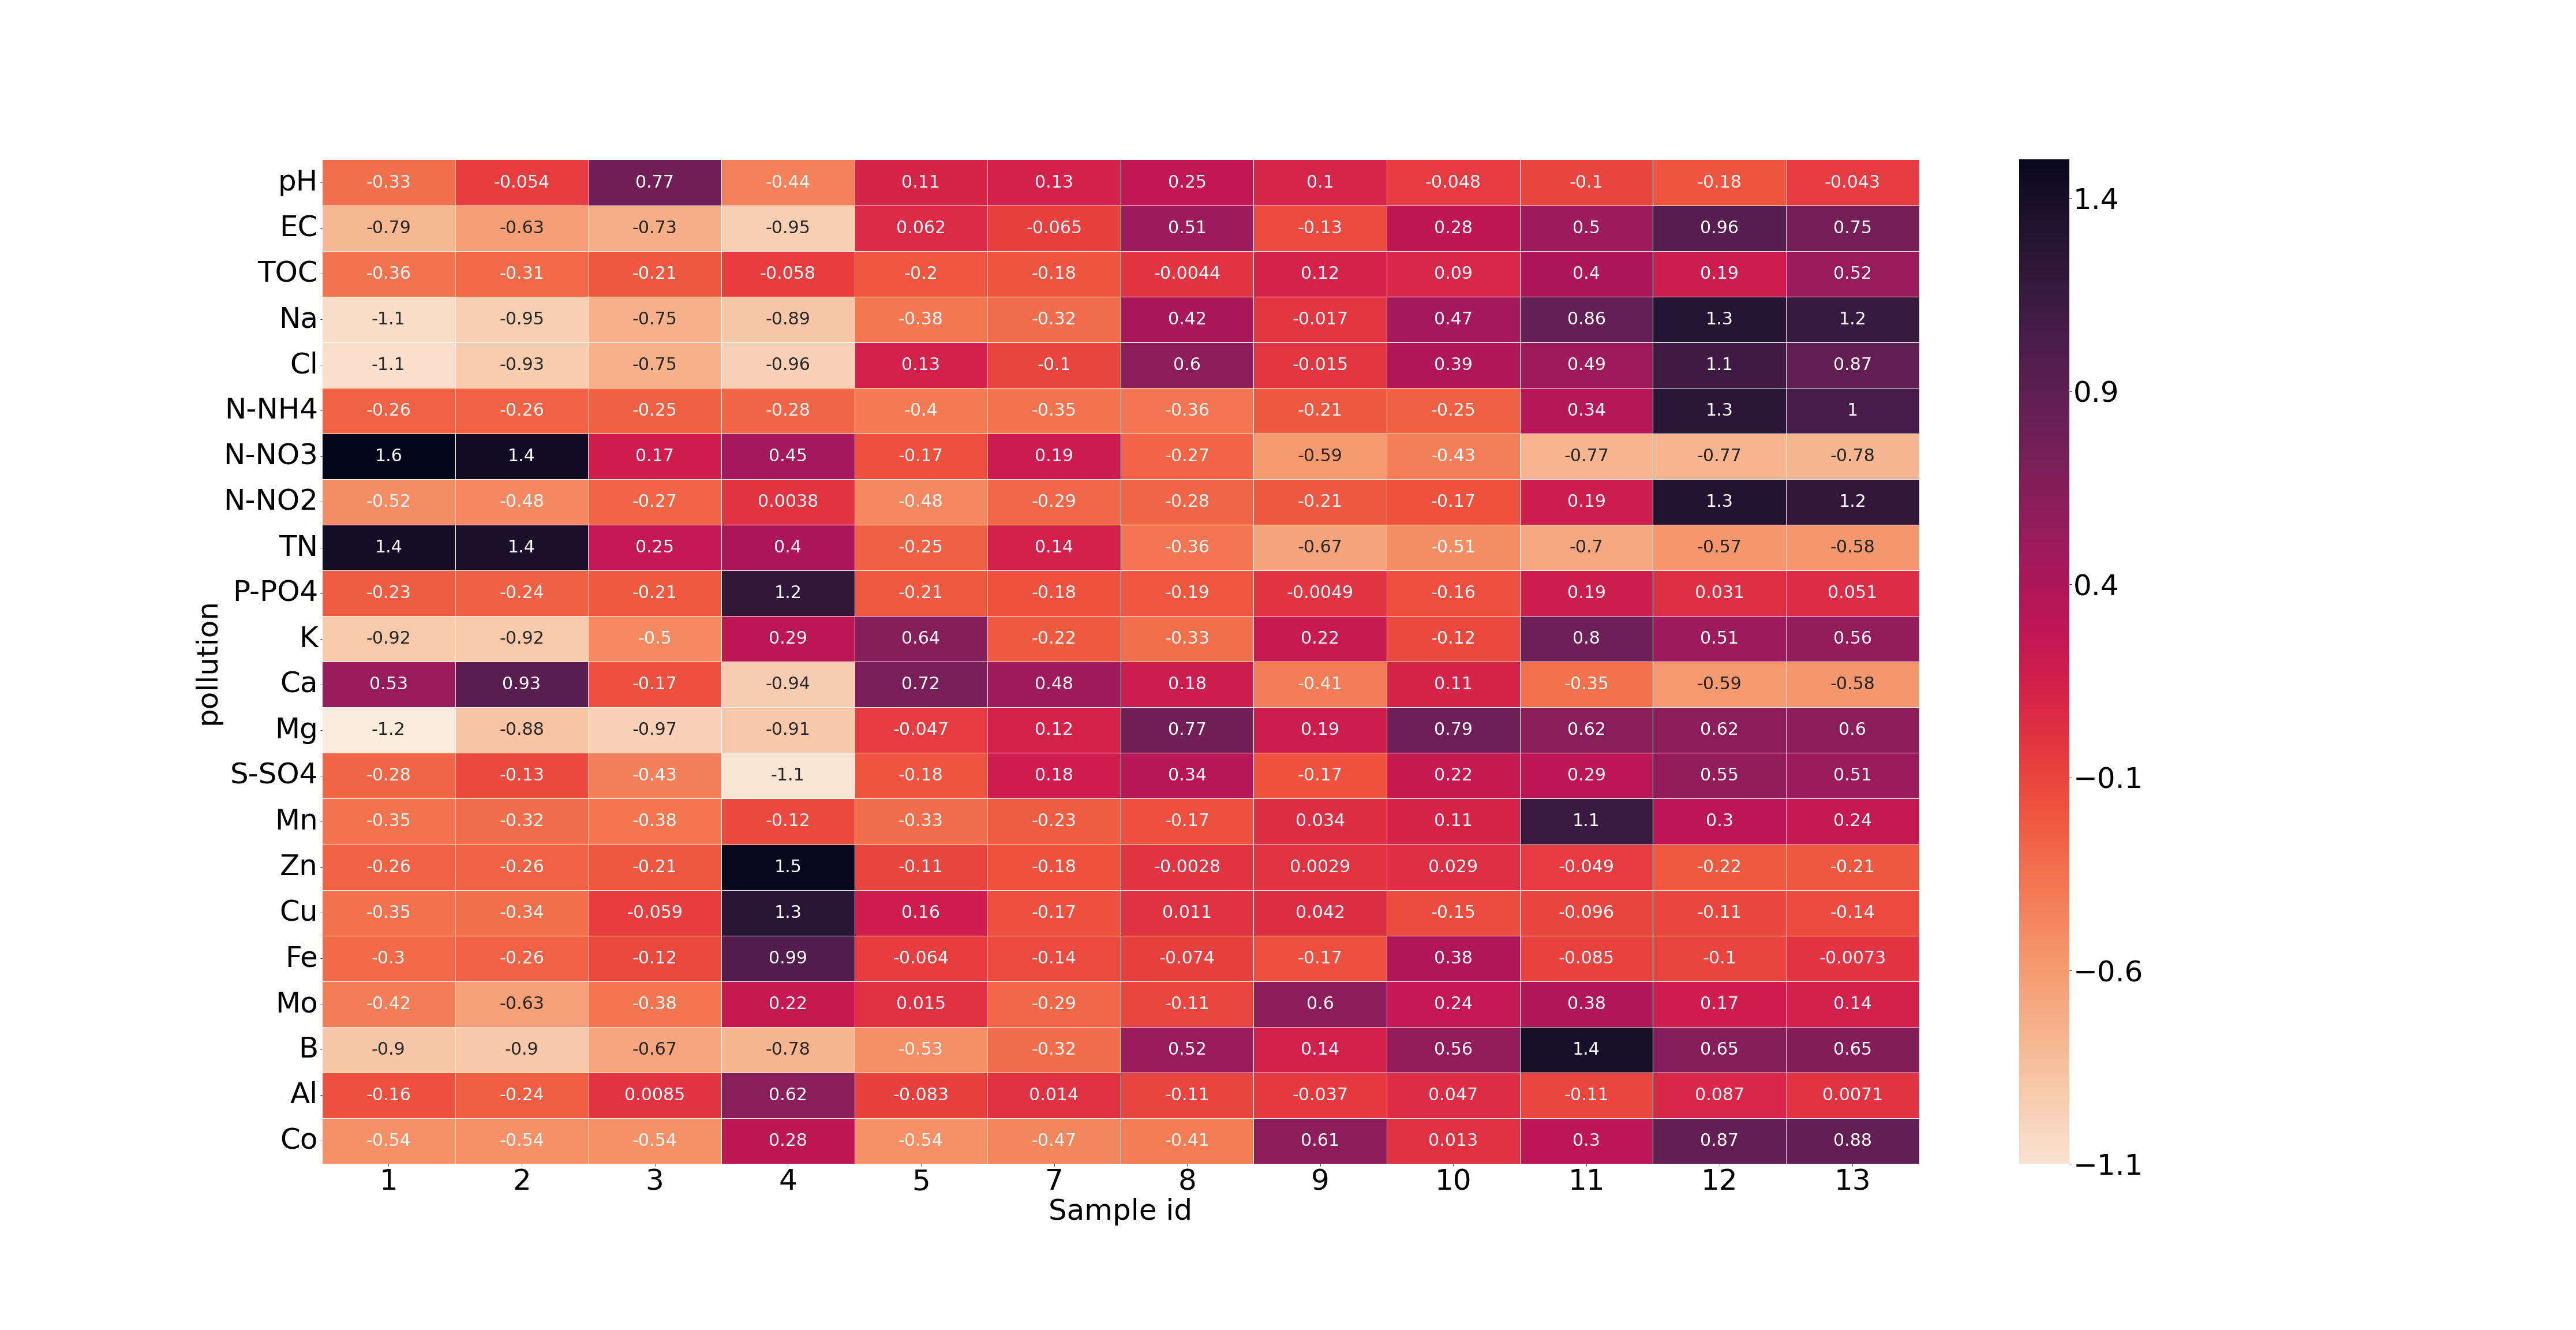 pH -0.33 -0.054 0.77 -0.44 0.11 0.13 0.25 0.1 -0.048 -0.1 -0.18 -0.043
EC -0.79 -0.63 -0.73 -0.95 0.062 -0.065 0.51 -0.13 0.28 0.5 0.96 0.75
TOC -0.36 -0.31 -0.21 -0.058 -0.2 -0.18 -0.0044 0.12 0.09 0.4 0.19 0.52
Na -1.1 -0.95 -0.75 -0.89 -0.38 -0.32 0.42 -0.017 0.47 0.86 1.3 1.2
Cl -1.1 -0.93 -0.75 -0.96 0.13 -0.1 0.6 -0.015 0.39 0.49 1.1 0.87
N-NH4 -0.26 -0.26 -0.25 -0.28 -0.4 -0.35 -0.36 -0.21 -0.25 0.34 1.3 1
N-NO3 1.6 1.4 0.17 0.45 -0.17 0.19 -0.27 -0.59 -0.43 -0.77 -0.77 -0.78
N-NO2 -0.52 -0.48 -0.27 0.0038 -0.48 -0.29 -0.28 -0.21 -0.17 0.19 1.3 1.2
TN 1.4 1.4 0.25 0.4 -0.25 0.14 -0.36 -0.67 -0.51 -0.7 -0.57 -0.58
P-PO4 -0.23 -0.24 -0.21 1.2 -0.21 -0.18 -0.19 -0.0049 -0.16 0.19 0.031 0.051
K -0.92 -0.92 -0.5 0.29 0.64 -0.22 -0.33 0.22 -0.12 0.8 0.51 0.56
Ca 0.53 0.93 -0.17 -0.94 0.72 0.48 0.18 -0.41 0.11 -0.35 -0.59 -0.58
Mg -1.2 -0.88 -0.97 -0.91 -0.047 0.12 0.77 0.19 0.79 0.62 0.62 0.6
S-SO4 -0.28 -0.13 -0.43 -1.1 -0.18 0.18 0.34 -0.17 0.22 0.29 0.55 0.51
Mn -0.35 -0.32 -0.38 -0.12 -0.33 -0.23 -0.17 0.034 0.11 1.1 0.3 0.24
Zn -0.26 -0.26 -0.21 1.5 -0.11 -0.18 -0.0028 0.0029 0.029 -0.049 -0.22 -0.21
Cu -0.35 -0.34 -0.059 1.3 0.16 -0.17 0.011 0.042 -0.15 -0.096 -0.11 -0.14
Fe -0.3 -0.26 -0.12 0.99 -0.064 -0.14 -0.074 -0.17 0.38 -0.085 -0.1 -0.0073
Mo -0.42 -0.63 -0.38 0.22 0.015 -0.29 -0.11 0.6 0.24 0.38 0.17 0.14
B -0.9 -0.9 -0.67 -0.78 -0.53 -0.32 0.52 0.14 0.56 1.4 0.65 0.65
Al -0.16 -0.24 0.0085 0.62 -0.083 0.014 -0.11 -0.037 0.047 -0.11 0.087 0.0071
Co -0.54 -0.54 -0.54 0.28 -0.54 -0.47 -0.41 0.61 0.013 0.3 0.87 0.88
1 2 3 4 5 7 8 9 10 11 12 13
Sample id
pollution
1.4
0.9
0.4
−0.1
−0.6
−1.1